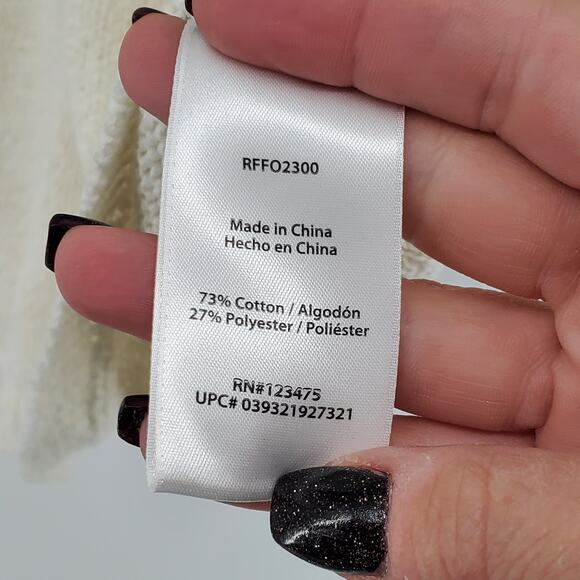 RFFO2300
Made in China
Hecho en China
73% Cotton / Algodón
27% Polyester / Poliéster
RN#123475
UPC# 039321927321